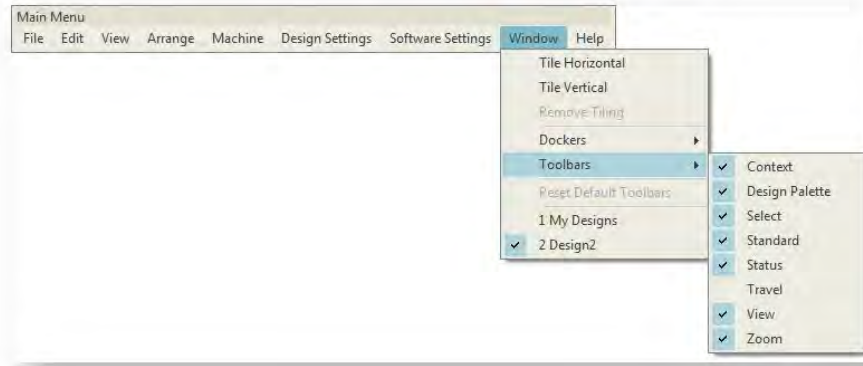 Main Menu
File Edit View Arrange Machine Design Settings Software Settings Window Help
Tile Horizontal
Tile Vertical
Remove Tiling
Dockers
Toolbars
Reset Default Toolbars
1 My Designs
2 Design2
Context
Design Palette
Select
Standard
Status
Travel
View
Zoom